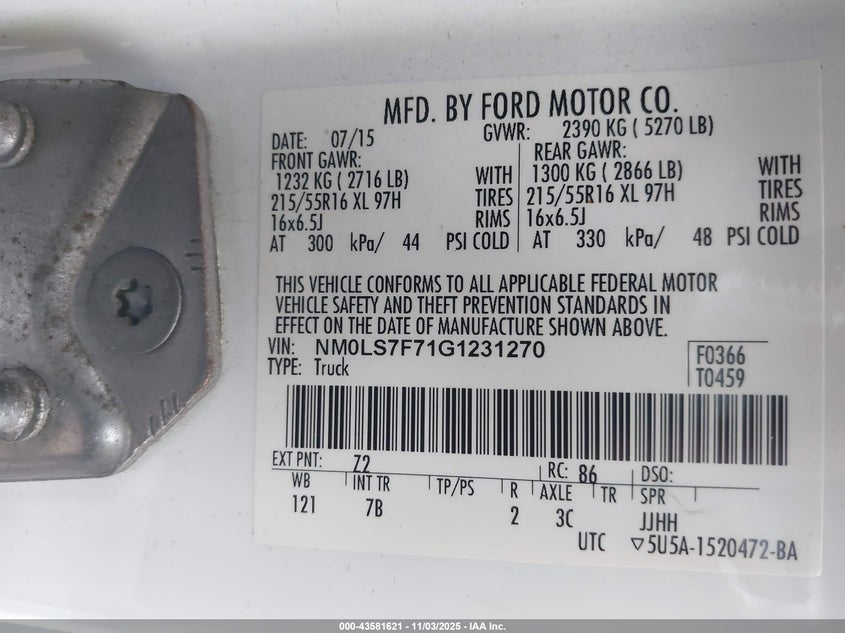 MFD. BY FORD MOTOR CO.
DATE: 07/15 GVWR: 2390 KG ( 5270 LB)
FRONT GAWR: REAR GAWR:
1232 KG ( 2716 LB) WITH 1300 KG ( 2866 LB) WITH
215/55R16 XL 97H TIRES 215/55R16 XL 97H TIRES
16x6.5J RIMS 16x6.5J RIMS
AT 300 kPa/ 44 PSI COLD AT 330 kPa/ 48 PSI COLD
THIS VEHICLE CONFORMS TO ALL APPLICABLE FEDERAL MOTOR
VEHICLE SAFETY AND THEFT PREVENTION STANDARDS IN
EFFECT ON THE DATE OF MANUFACTURE SHOWN ABOVE.
VIN: NM0LS7F71G1231270
TYPE: Truck
F0366
T0459
EXT PNT: Z2 RC: 86 DSO:
WB INT TR TP/PS R AXLE TR SPR
121 7B 2 3C JJHH
UTC ▽5U5A-1520472-BA
000-43581621 - 11/03/2025 - IAA Inc.